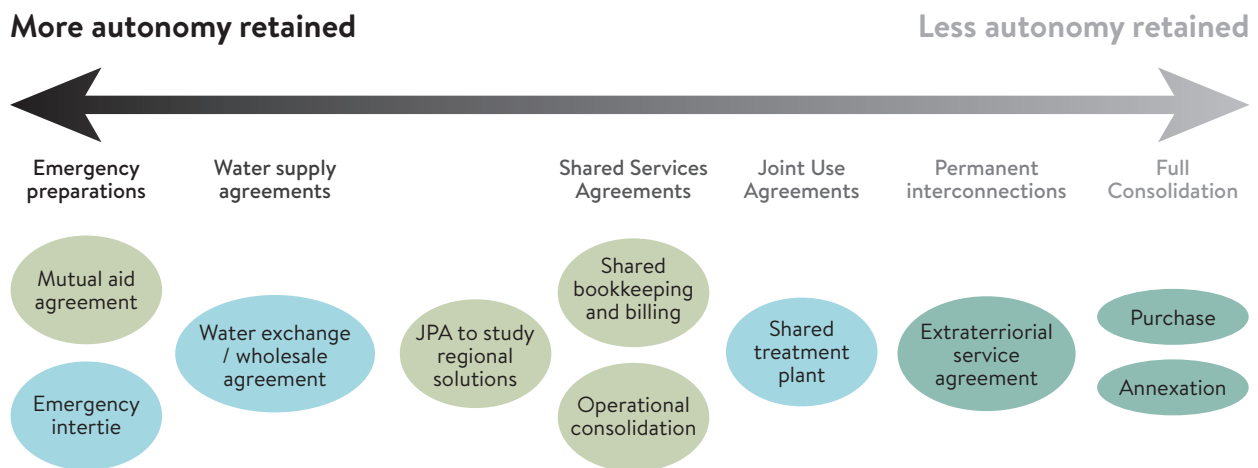 More autonomy retained
Less autonomy retained
Emergency
preparations
Water supply
agreements
Shared Services
Agreements
Joint Use
Agreements
Permanent
interconnections
Full
Consolidation
Mutual aid
agreement
Emergency
intertie
Water exchange
/ wholesale
agreement
JPA to study
regional
solutions
Shared
bookkeeping
and billing
Operational
consolidation
Shared
treatment
plant
Extraterriorial
service
agreement
Purchase
Annexation